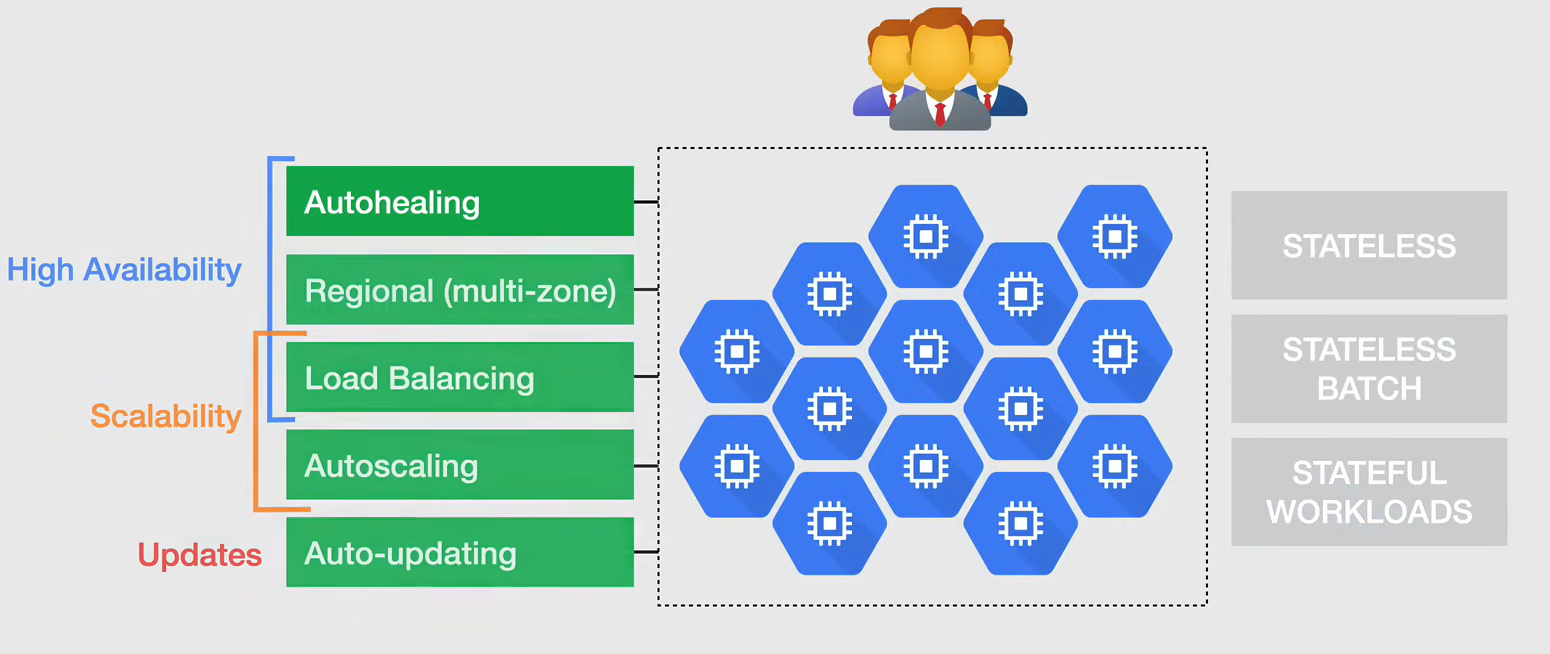 High Availability
Scalability
Updates
Autohealing
Regional (multi-zone)
Load Balancing
Autoscaling
Auto-updating
STATELESS
STATELESS
BATCH
STATEFUL
WORKLOADS